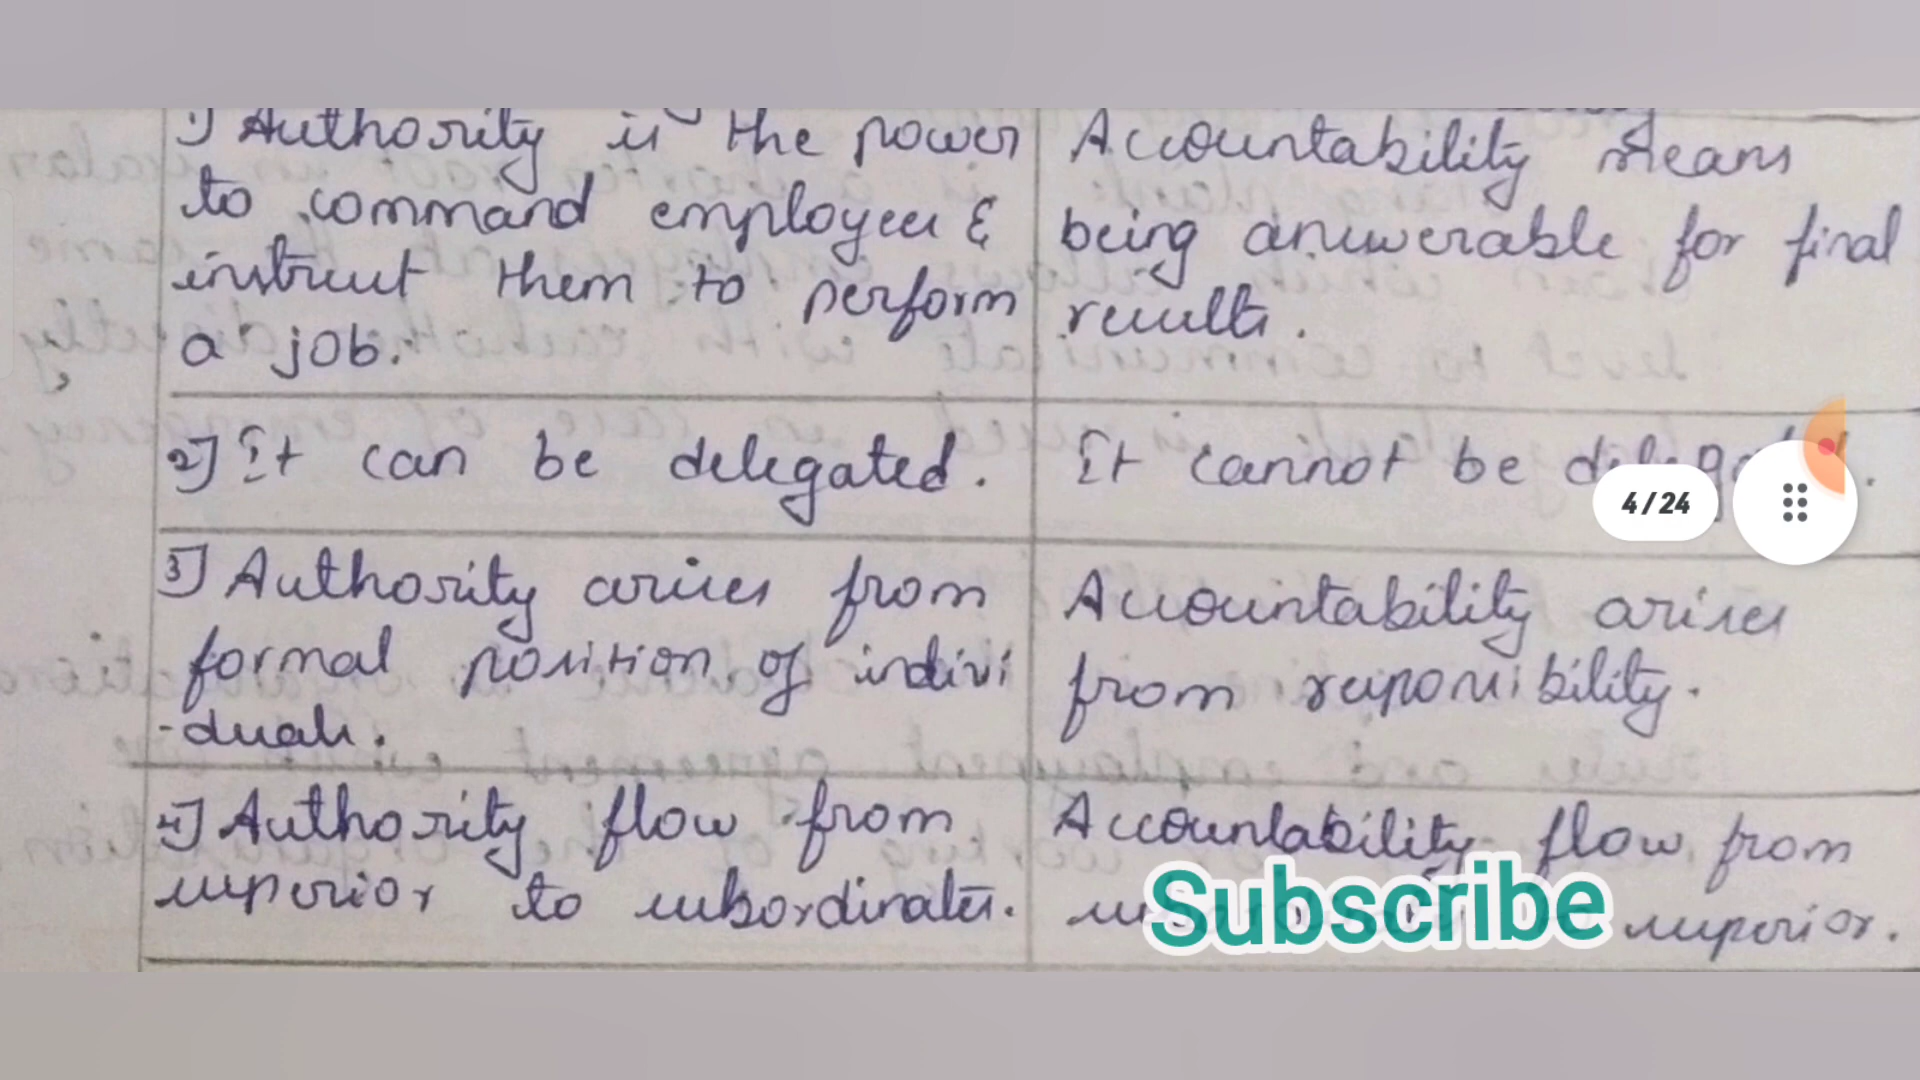 1) Authority is the power
to command employees &
instruct them to perform
a job.
Accountability means
being answerable for final
results.
2) It can be delegated.
It cannot be
4/24
3) Authority arises from
formal position of indivi
-duals.
Accountability arises
from responsibility.
4) Authority flow from
superior to subordinates.
Accountability flow from
superior.
Subscribe